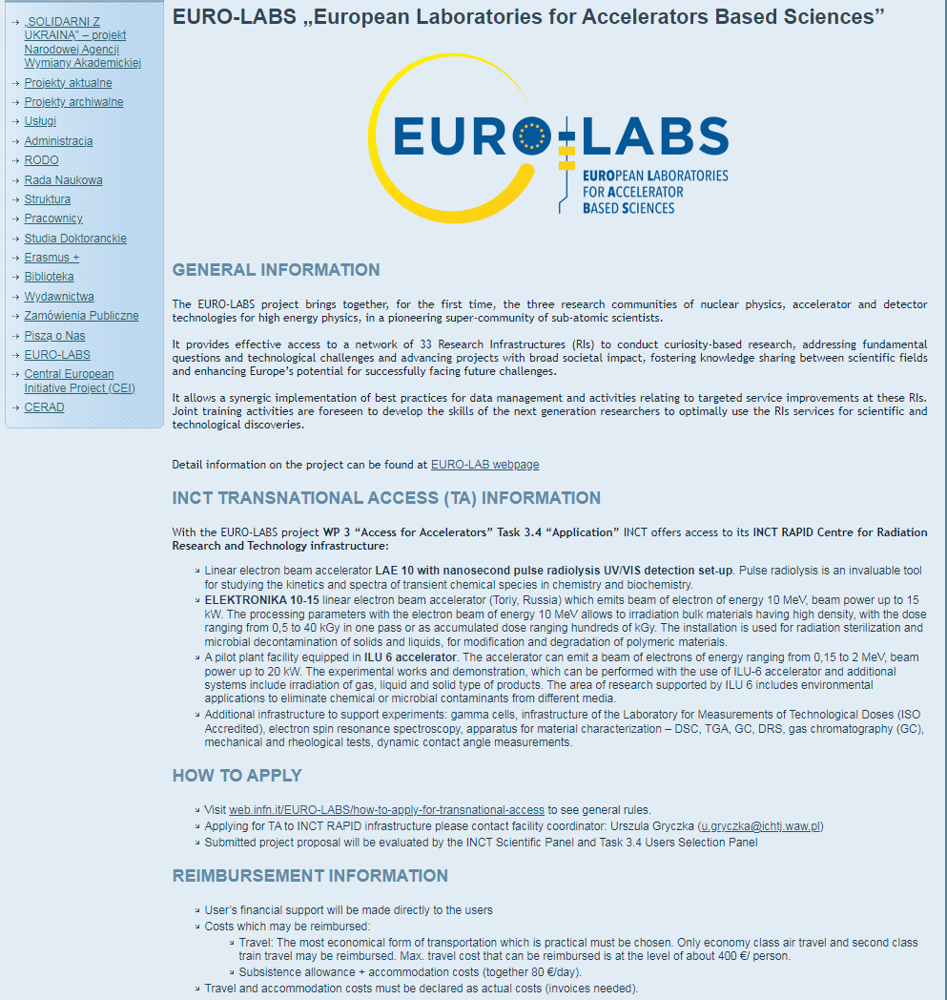 „SOLIDARNI Z
UKRAINĄ” – projekt
Narodowej Agencji
Wymiany Akademickiej
Projekty aktualne
Projekty archiwalne
Usługi
Administracja
RODO
Rada Naukowa
Struktura
Pracownicy
Studia Doktoranckie
Erasmus +
Biblioteka
Wydawnictwa
Zamówienia Publiczne
Piszą o Nas
EURO-LABS
Central European
Initiative Project (CEI)
CERAD
EURO-LABS „European Laboratories for Accelerators Based Sciences”
EURO-LABS
EUROPEAN LABORATORIES
FOR ACCELERATOR
BASED SCIENCES
GENERAL INFORMATION
The EURO-LABS project brings together, for the first time, the three research communities of nuclear physics, accelerator and detector
technologies for high energy physics, in a pioneering super-community of sub-atomic scientists.
It provides effective access to a network of 33 Research Infrastructures (RIs) to conduct curiosity-based research, addressing fundamental
questions and technological challenges and advancing projects with broad societal impact, fostering knowledge sharing between scientific fields
and enhancing Europe’s potential for successfully facing future challenges.
It allows a synergic implementation of best practices for data management and activities relating to targeted service improvements at these RIs.
Joint training activities are foreseen to develop the skills of the next generation researchers to optimally use the RIs services for scientific and
technological discoveries.
Detail information on the project can be found at EURO-LAB webpage
INCT TRANSNATIONAL ACCESS (TA) INFORMATION
With the EURO-LABS project WP 3 “Access for Accelerators” Task 3.4 “Application” INCT offers access to its INCT RAPID Centre for Radiation
Research and Technology infrastructure:
Linear electron beam accelerator LAE 10 with nanosecond pulse radiolysis UV/VIS detection set-up. Pulse radiolysis is an invaluable tool
for studying the kinetics and spectra of transient chemical species in chemistry and biochemistry.
ELEKTRONIKA 10-15 linear electron beam accelerator (Toriy, Russia) which emits beam of electron of energy 10 MeV, beam power up to 15
kW. The processing parameters with the electron beam of energy 10 MeV allows to irradiation bulk materials having high density, with the dose
ranging from 0,5 to 40 kGy in one pass or as accumulated dose ranging hundreds of kGy. The installation is used for radiation sterilization and
microbial decontamination of solids and liquids, for modification and degradation of polymeric materials.
A pilot plant facility equipped in ILU 6 accelerator. The accelerator can emit a beam of electrons of energy ranging from 0,15 to 2 MeV, beam
power up to 20 kW. The experimental works and demonstration, which can be performed with the use of ILU-6 accelerator and additional
systems include irradiation of gas, liquid and solid type of products. The area of research supported by ILU 6 includes environmental
applications to eliminate chemical or microbial contaminants from different media.
Additional infrastructure to support experiments: gamma cells, infrastructure of the Laboratory for Measurements of Technological Doses (ISO
Accredited), electron spin resonance spectroscopy, apparatus for material characterization – DSC, TGA, GC, DRS, gas chromatography (GC),
mechanical and rheological tests, dynamic contact angle measurements.
HOW TO APPLY
Visit web.infn.it/EURO-LABS/how-to-apply-for-transnational-access to see general rules.
Applying for TA to INCT RAPID infrastructure please contact facility coordinator: Urszula Gryczka (u.gryczka@ichtj.waw.pl)
Submitted project proposal will be evaluated by the INCT Scientific Panel and Task 3.4 Users Selection Panel
REIMBURSEMENT INFORMATION
User’s financial support will be made directly to the users
Costs which may be reimbursed:
Travel: The most economical form of transportation which is practical must be chosen. Only economy class air travel and second class
train travel may be reimbursed. Max. travel cost that can be reimbursed is at the level of about 400 €/ person.
Subsistence allowance + accommodation costs (together 80 €/day).
Travel and accommodation costs must be declared as actual costs (invoices needed).